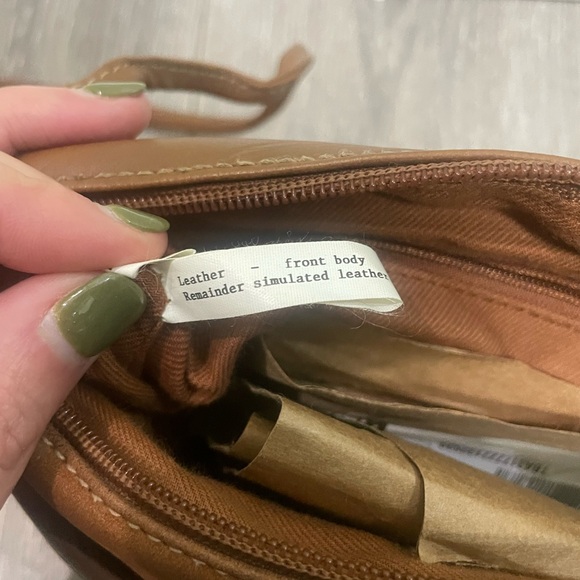 Leather – front body
Remainder simulated leather